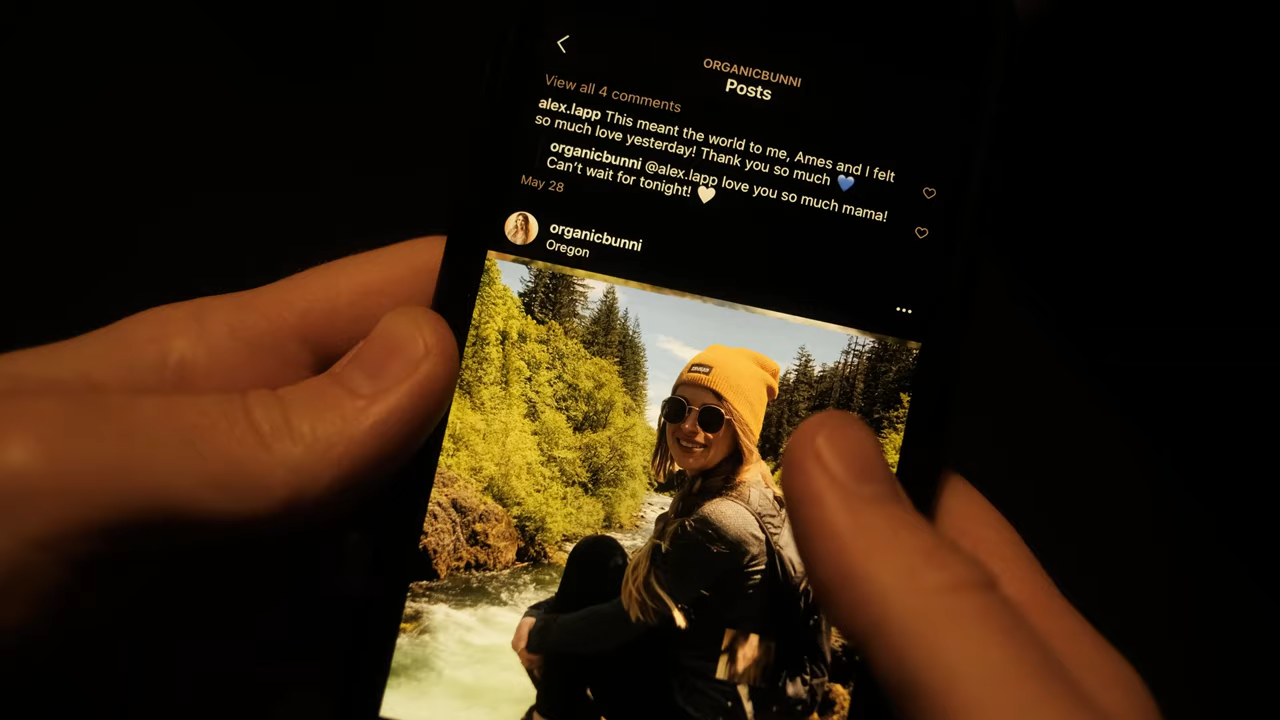 ORGANICBUNNI
Posts
View all 4 comments
alex.lapp This meant the world to me, Ames and I felt
so much love yesterday! Thank you so much 💙
organicbunni @alex.lapp love you so much mama!
Can't wait for tonight! 🤍
May 28
organicbunni
Oregon